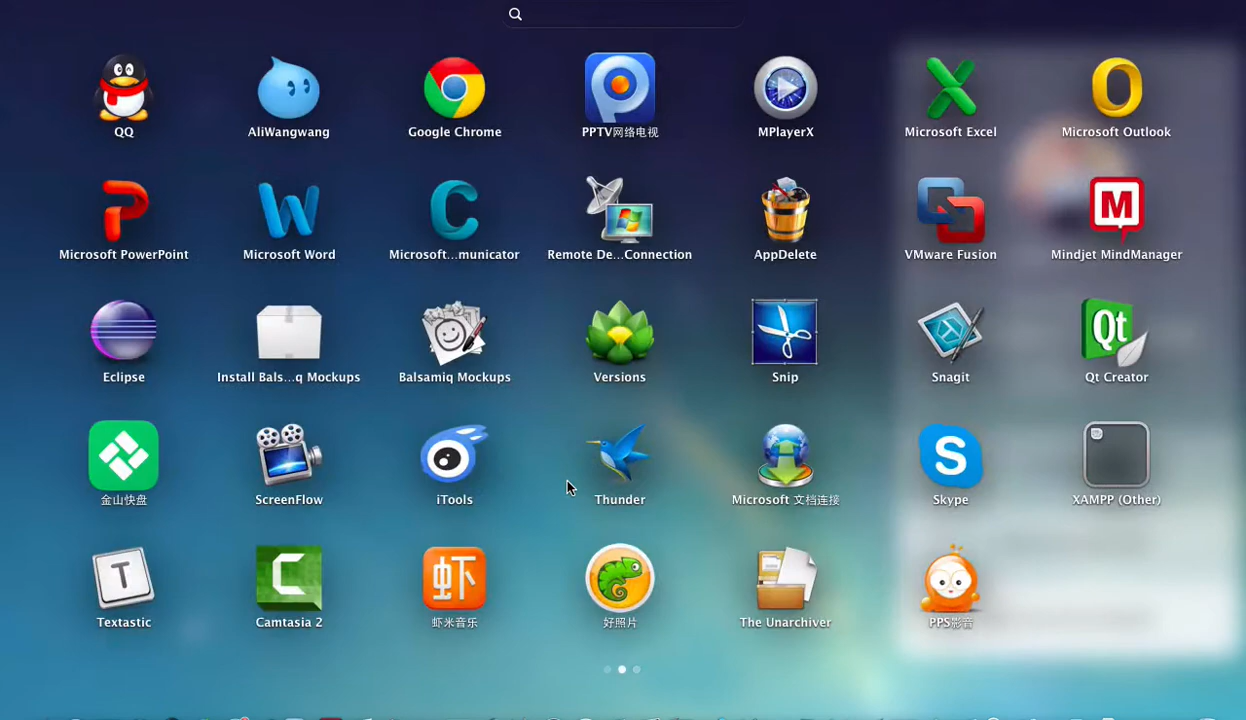 QQ
AliWangwang
Google Chrome
PPTV网络电视
MPlayerX
Microsoft Excel
Microsoft Outlook
Microsoft PowerPoint
Microsoft Word
Microsoft...municator
Remote De...Connection
AppDelete
VMware Fusion
Mindjet MindManager
Eclipse
Install Bals...q Mockups
Balsamiq Mockups
Versions
Snip
Snagit
Qt
Qt Creator
金山快盘
ScreenFlow
iTools
Thunder
Microsoft 文档连接
Skype
XAMPP (Other)
T
Textastic
Camtasia 2
虾
虾米音乐
好照片
The Unarchiver
PPS影音